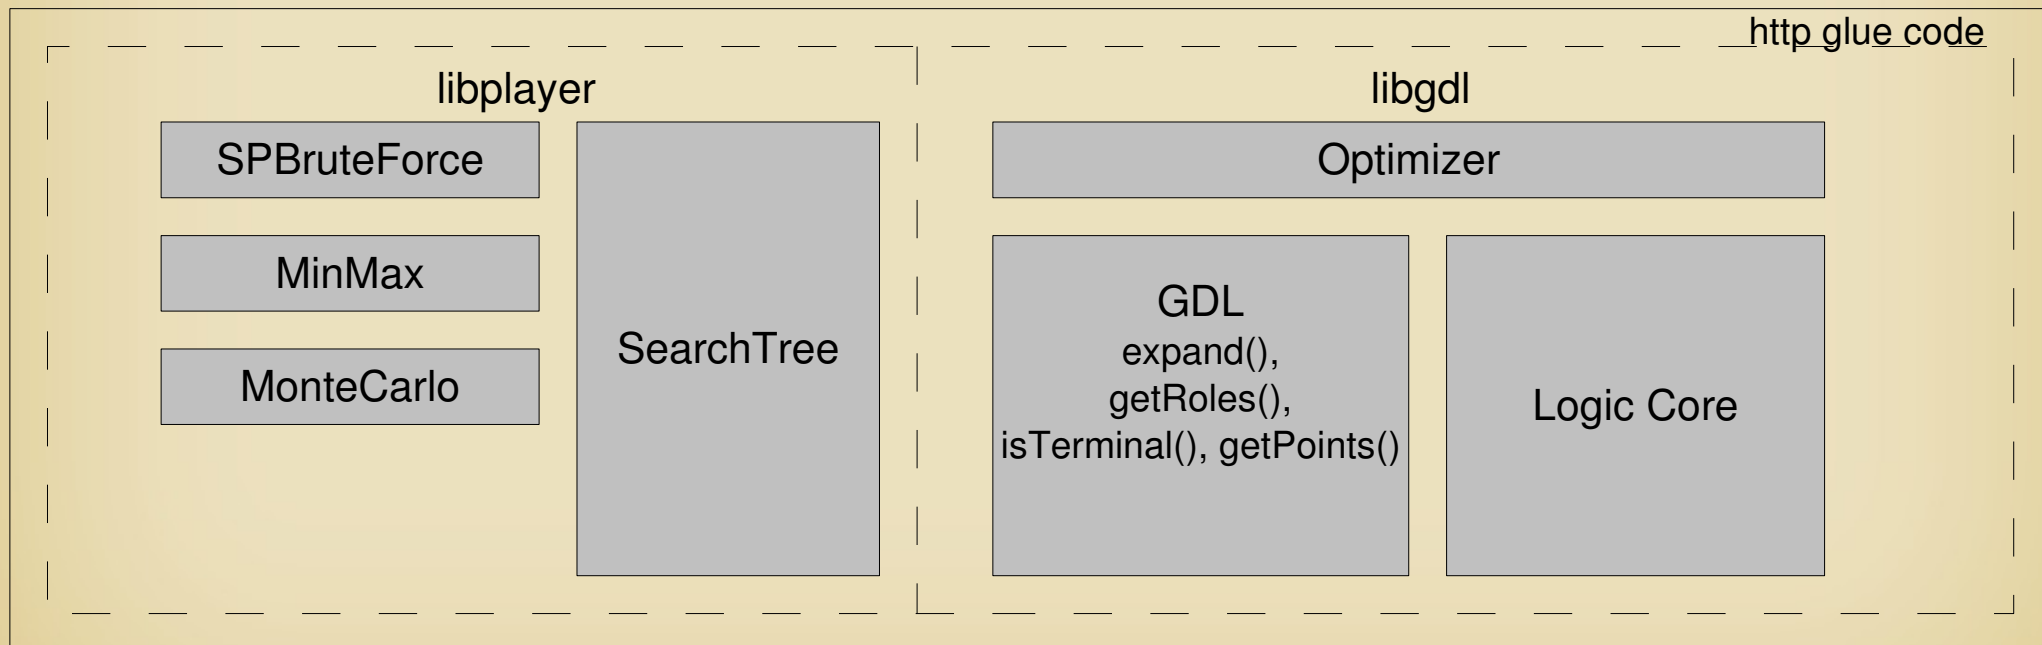 http glue code
libplayer
SPBruteForce
MinMax
MonteCarlo
SearchTree
libgdl
Optimizer
GDL
expand(),
getRoles(),
isTerminal(), getPoints()
Logic Core